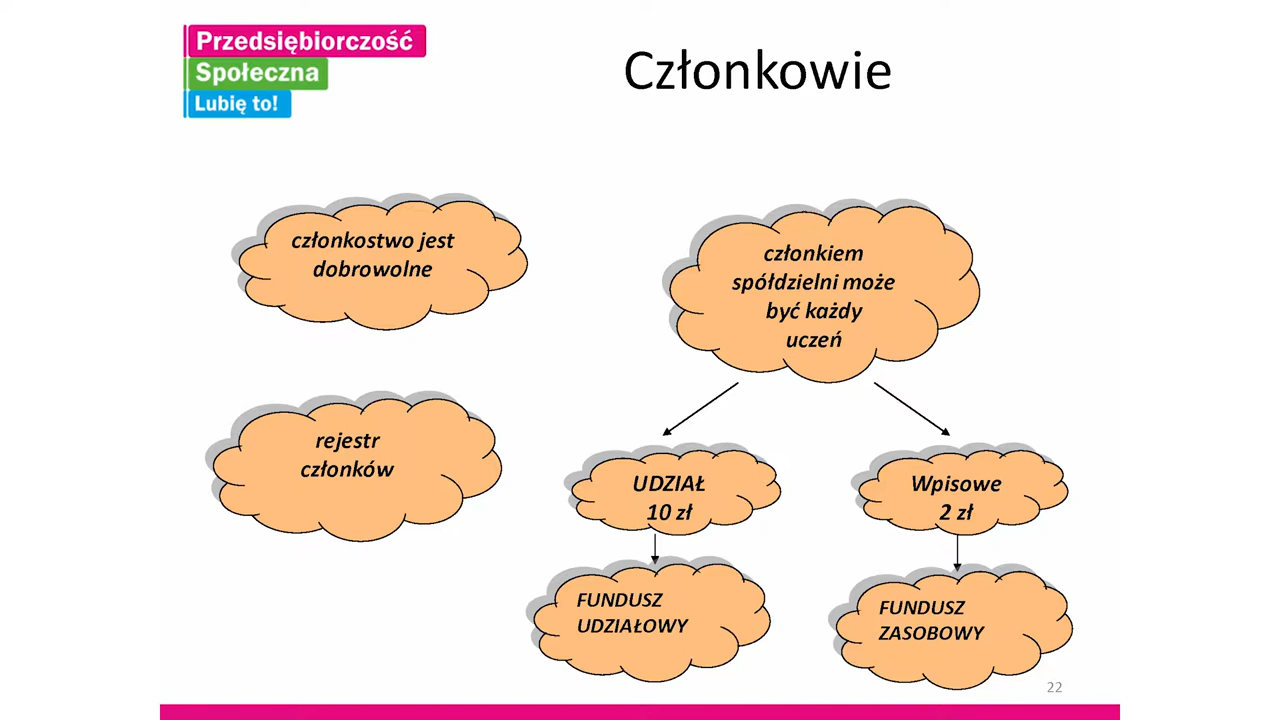 Przedsiębiorczość
Społeczna
Lubię to!
Członkowie
członkostwo jest
dobrowolne
członkiem
spółdzielni może
być każdy
uczeń
rejestr
członków
UDZIAŁ
10 zł
Wpisowe
2 zł
FUNDUSZ
UDZIAŁOWY
FUNDUSZ
ZASOBOWY
22